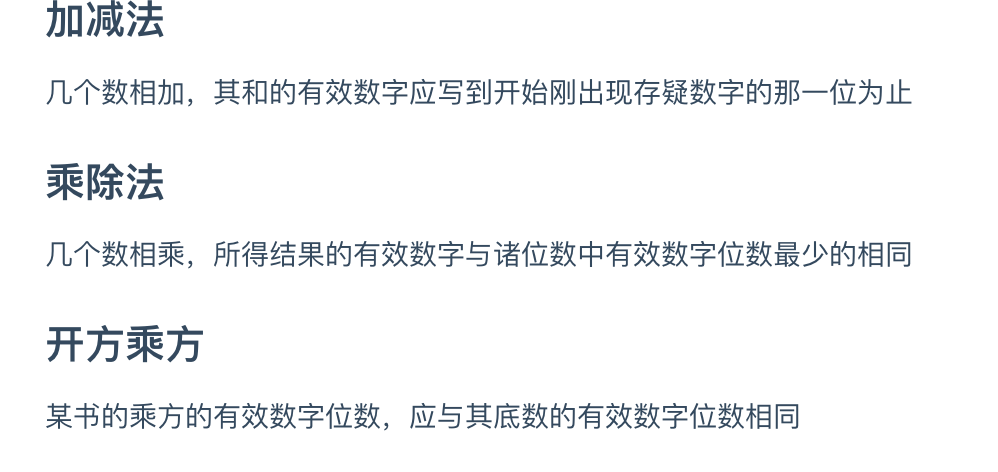 加减法
几个数相加，其和的有效数字应写到开始刚出现存疑数字的那一位为止
乘除法
几个数相乘，所得结果的有效数字与诸位数中有效数字位数最少的相同
开方乘方
某书的乘方的有效数字位数，应与其底数的有效数字位数相同